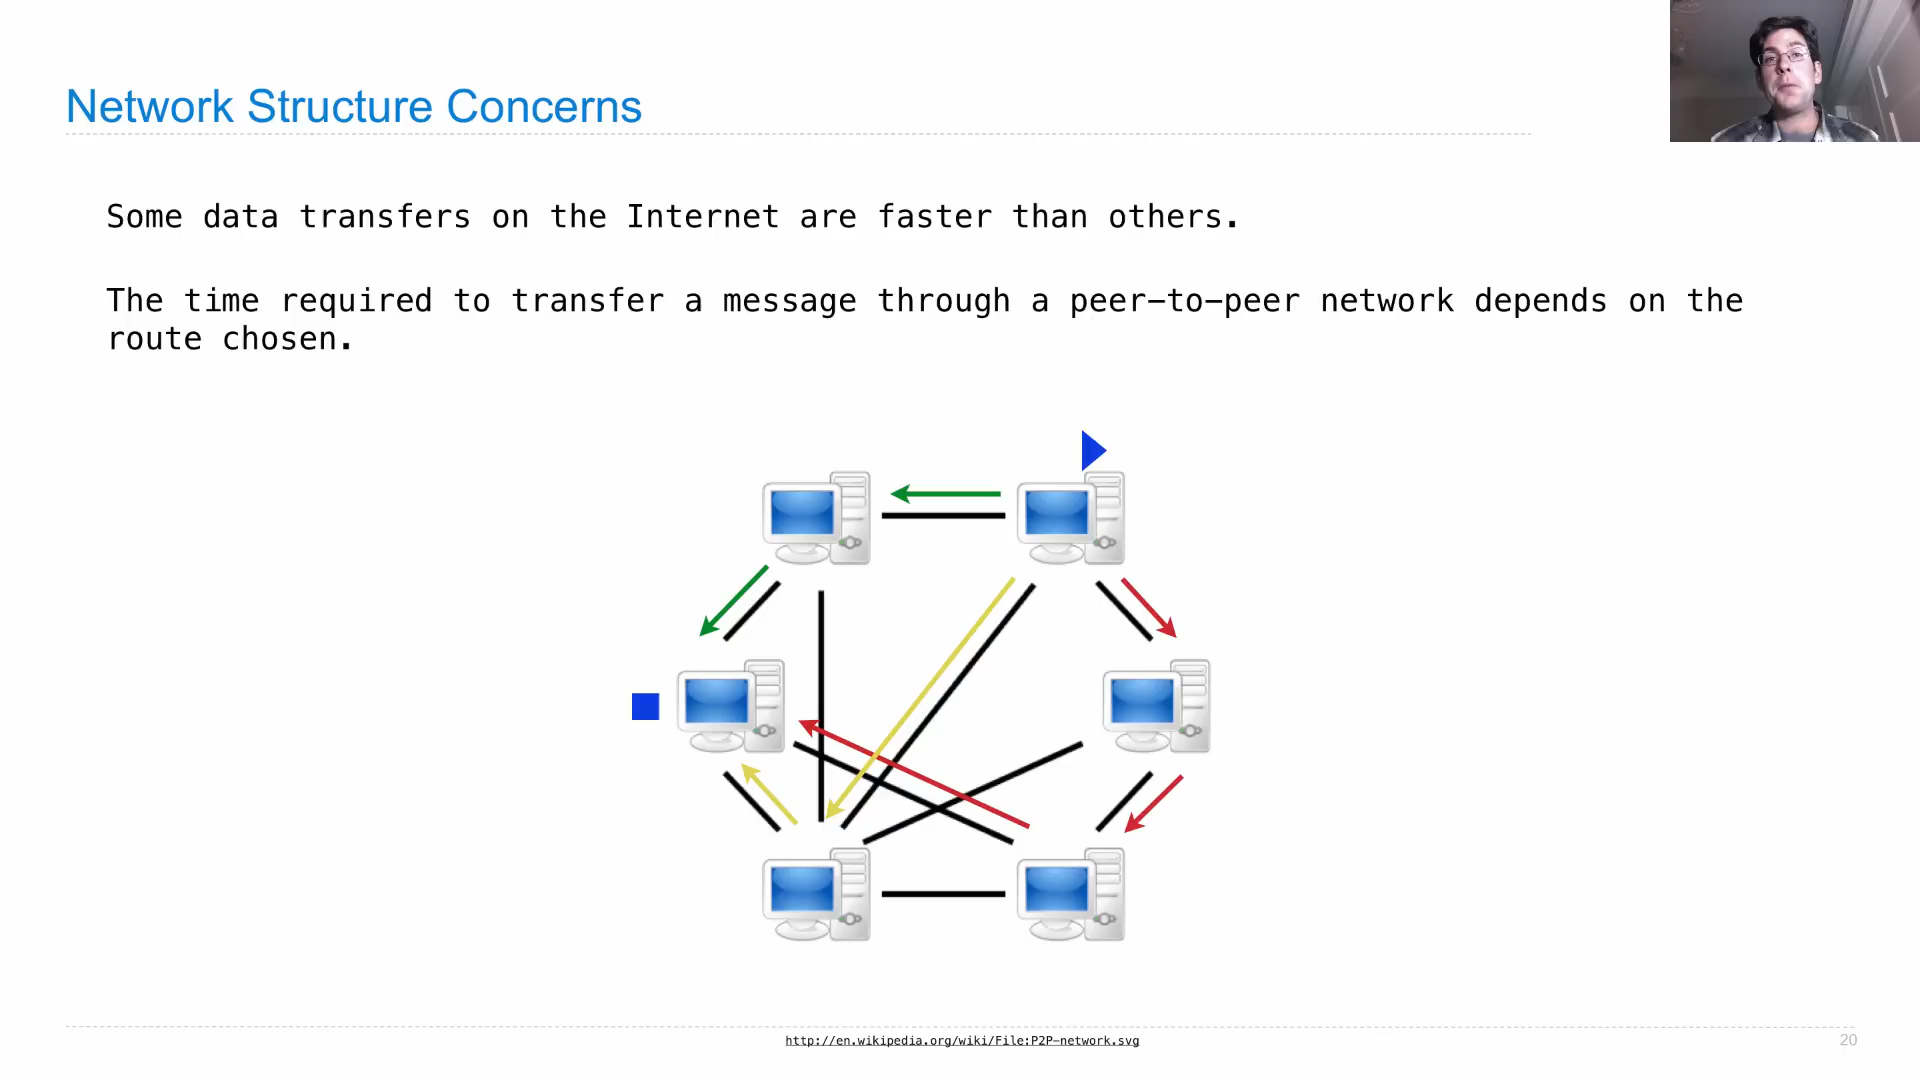 Network Structure Concerns
Some data transfers on the Internet are faster than others.
The time required to transfer a message through a peer-to-peer network depends on the
route chosen.
http://en.wikipedia.org/wiki/File:P2P-network.svg
20